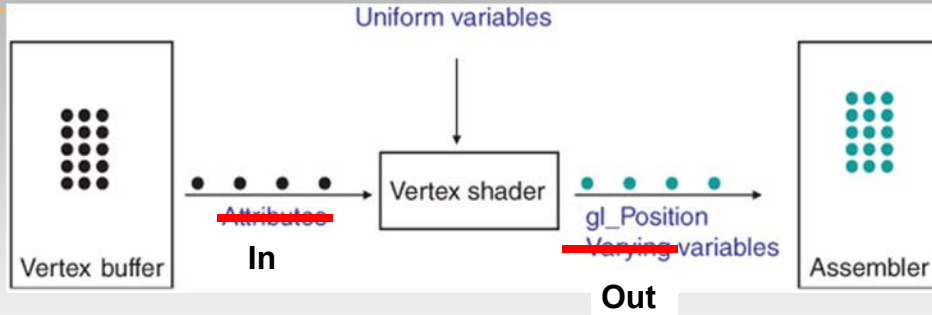 Uniform variables
Attributes
In
Vertex shader
gl_Position
Varying variables
Out
Vertex buffer
Assembler